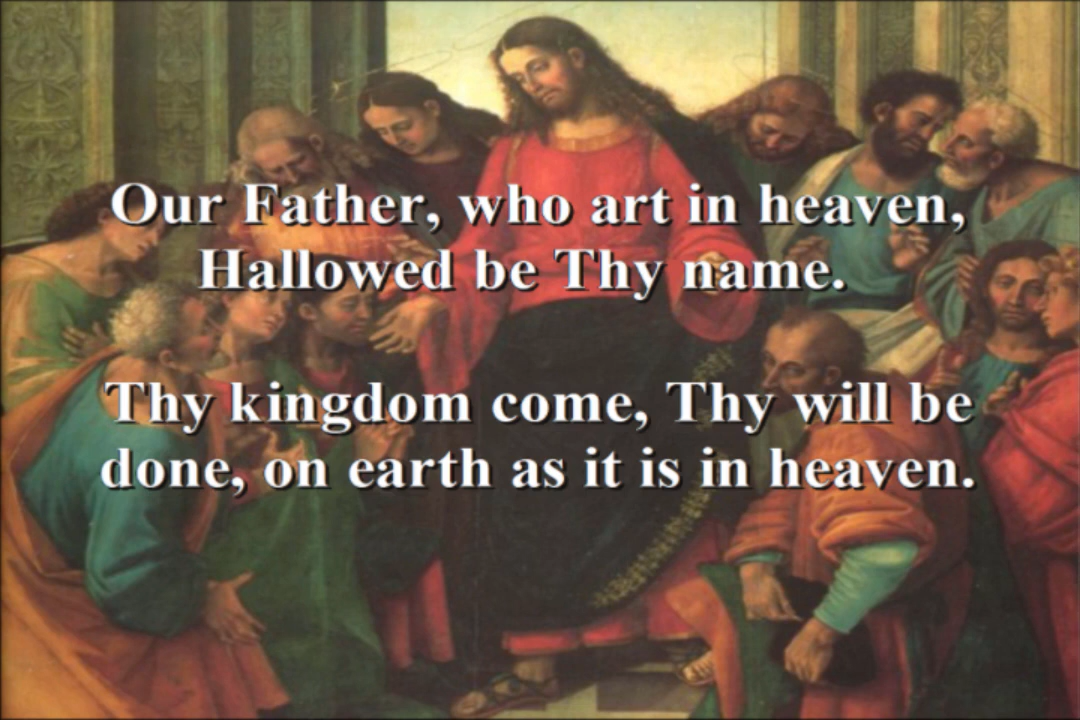 Our Father, who art in heaven,
Hallowed be Thy name.
Thy kingdom come, Thy will be
done, on earth as it is in heaven.